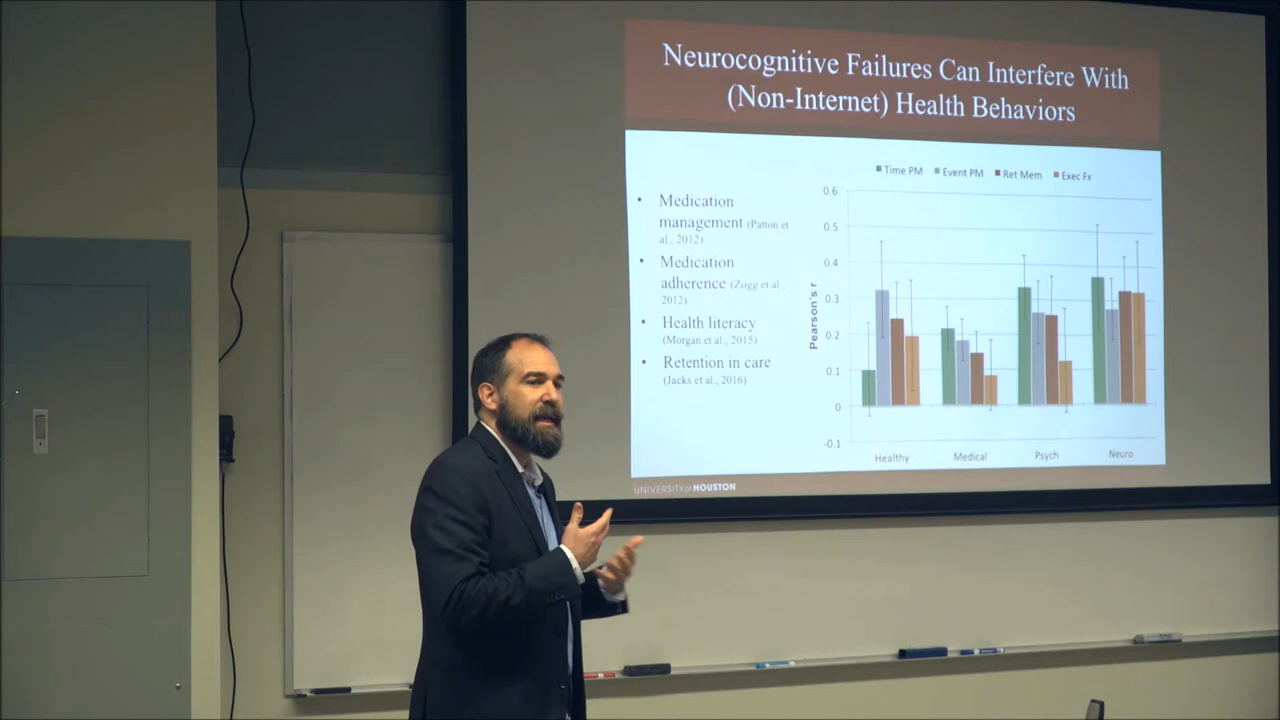 Neurocognitive Failures Can Interfere With
(Non-Internet) Health Behaviors
• Medication
management (Patton et
al., 2012)
• Medication
adherence (Zogg et al.,
2012)
• Health literacy
(Morgan et al., 2015)
• Retention in care
(Jacks et al., 2016)
Time PM Event PM Ret Mem Exec Fx
0.6
0.5
0.4
0.3
0.2
0.1
0
-0.1
Pearson's r
Healthy Medical Psych Neuro
UNIVERSITY of HOUSTON